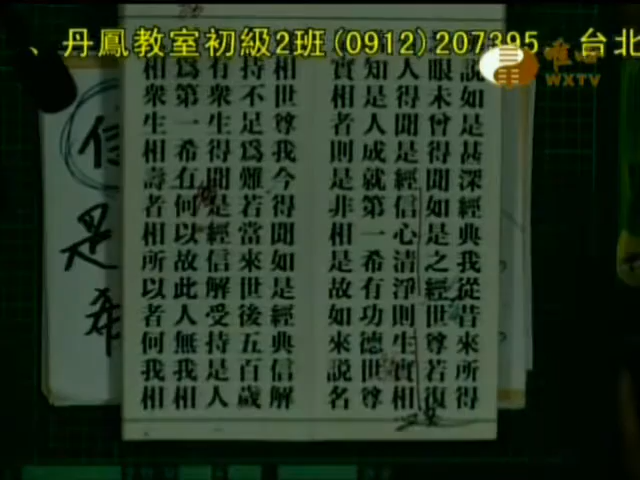 、丹鳳教室初級2班(0912)207395、台北
唯心
WXTV
說如是甚深經典我從昔來所得
眼未曾得聞如是之經世尊若復
人得聞是經信心清淨則生實相
知是人成就第一希有功德世尊
實相者則是非相是故如來說名
相世尊我今得聞如是經典信解
持不足爲難若當來世後五百歲
有衆生得聞是經信解受持是人
爲第一希有何以故此人無我相
相衆生相壽者相所以者何我相
是希